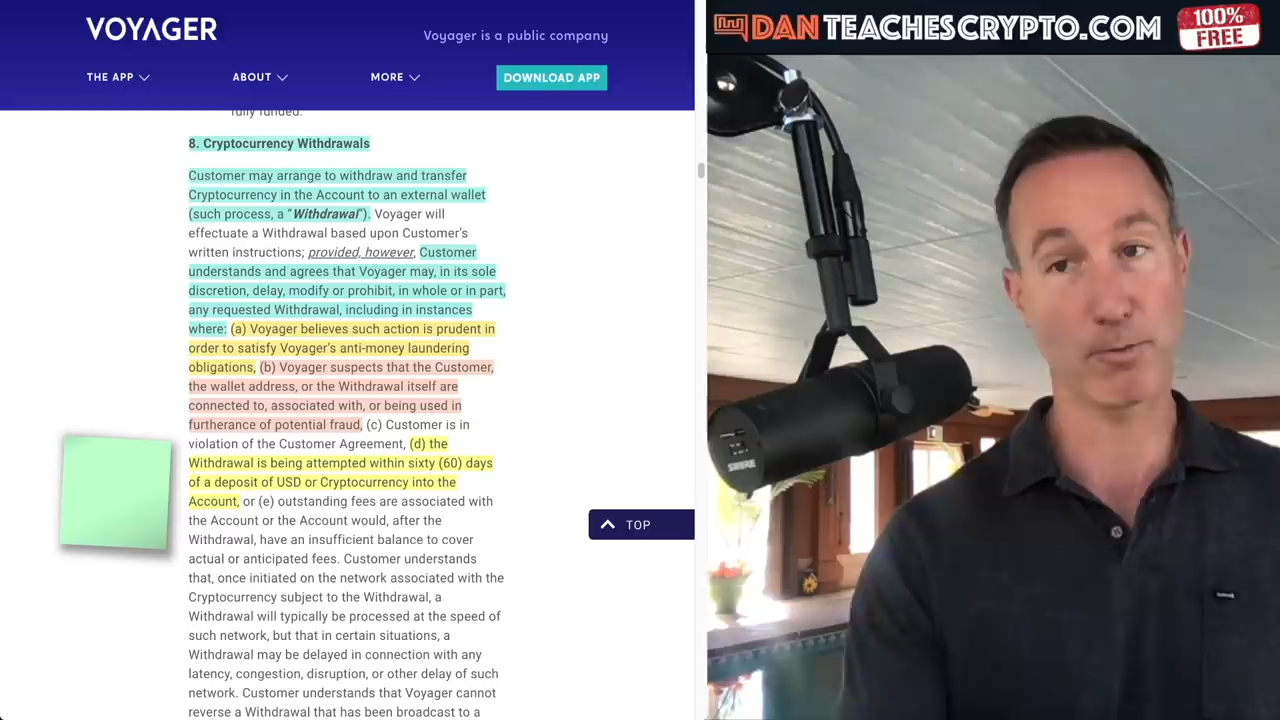 VOYAGER
Voyager is a public company
THE APP
ABOUT
MORE
DOWNLOAD APP
fully funded.
8. Cryptocurrency Withdrawals
Customer may arrange to withdraw and transfer
Cryptocurrency in the Account to an external wallet
(such process, a “Withdrawal”). Voyager will
effectuate a Withdrawal based upon Customer’s
written instructions; provided, however, Customer
understands and agrees that Voyager may, in its sole
discretion, delay, modify or prohibit, in whole or in part,
any requested Withdrawal, including in instances
where: (a) Voyager believes such action is prudent in
order to satisfy Voyager’s anti-money laundering
obligations, (b) Voyager suspects that the Customer,
the wallet address, or the Withdrawal itself are
connected to, associated with, or being used in
furtherance of potential fraud, (c) Customer is in
violation of the Customer Agreement, (d) the
Withdrawal is being attempted within sixty (60) days
of a deposit of USD or Cryptocurrency into the
Account, or (e) outstanding fees are associated with
the Account or the Account would, after the
Withdrawal, have an insufficient balance to cover
actual or anticipated fees. Customer understands
that, once initiated on the network associated with the
Cryptocurrency subject to the Withdrawal, a
Withdrawal will typically be processed at the speed of
such network, but that in certain situations, a
Withdrawal may be delayed in connection with any
latency, congestion, disruption, or other delay of such
network. Customer understands that Voyager cannot
reverse a Withdrawal that has been broadcast to a
TOP
DANTEACHESCRYPTO.COM
100%
FREE
SHURE